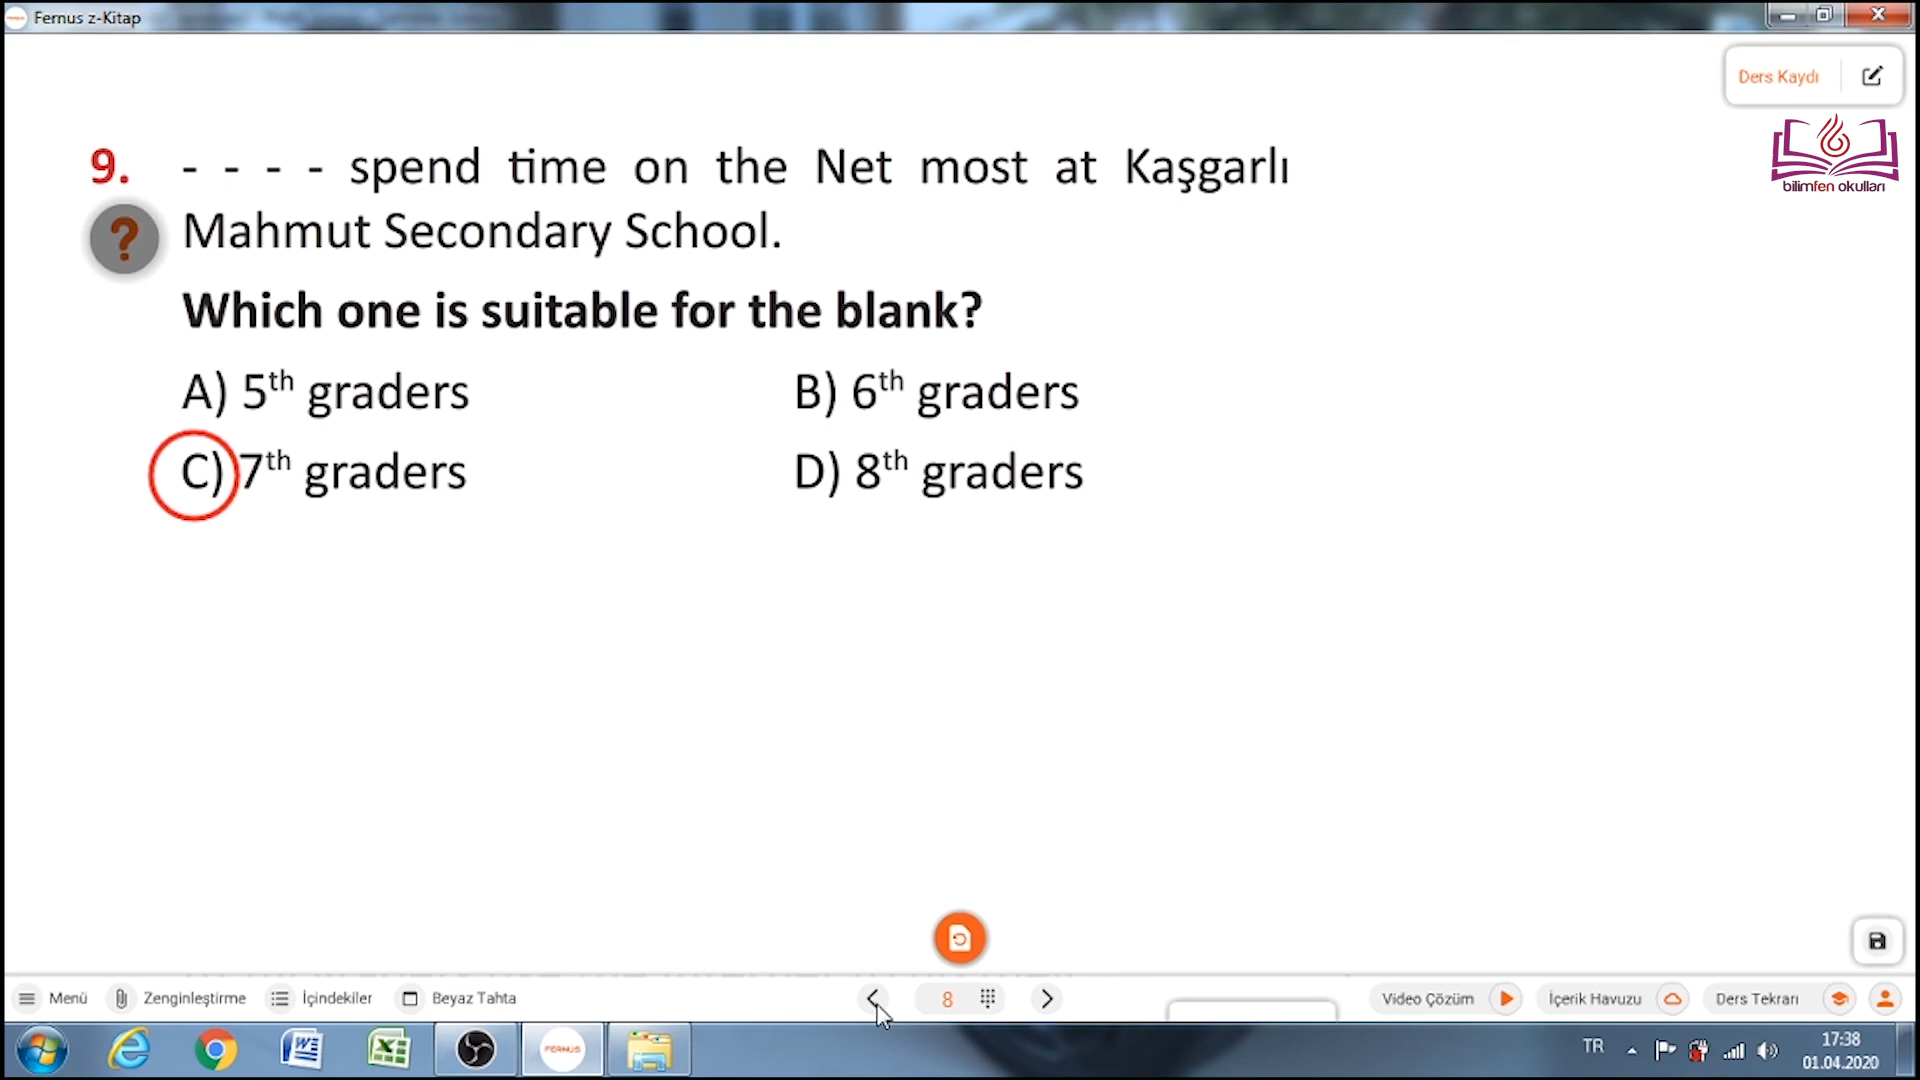 Fernus z-Kitap
Ders Kaydı
bilimfen okulları
9. - - - - spend time on the Net most at Kaşgarlı
Mahmut Secondary School.
Which one is suitable for the blank?
A) 5th graders B) 6th graders
C) 7th graders D) 8th graders
Menü Zenginleştirme İçindekiler Beyaz Tahta 8 Video Çözüm İçerik Havuzu Ders Tekrarı
FERNUS
TR 17:38
01.04.2020